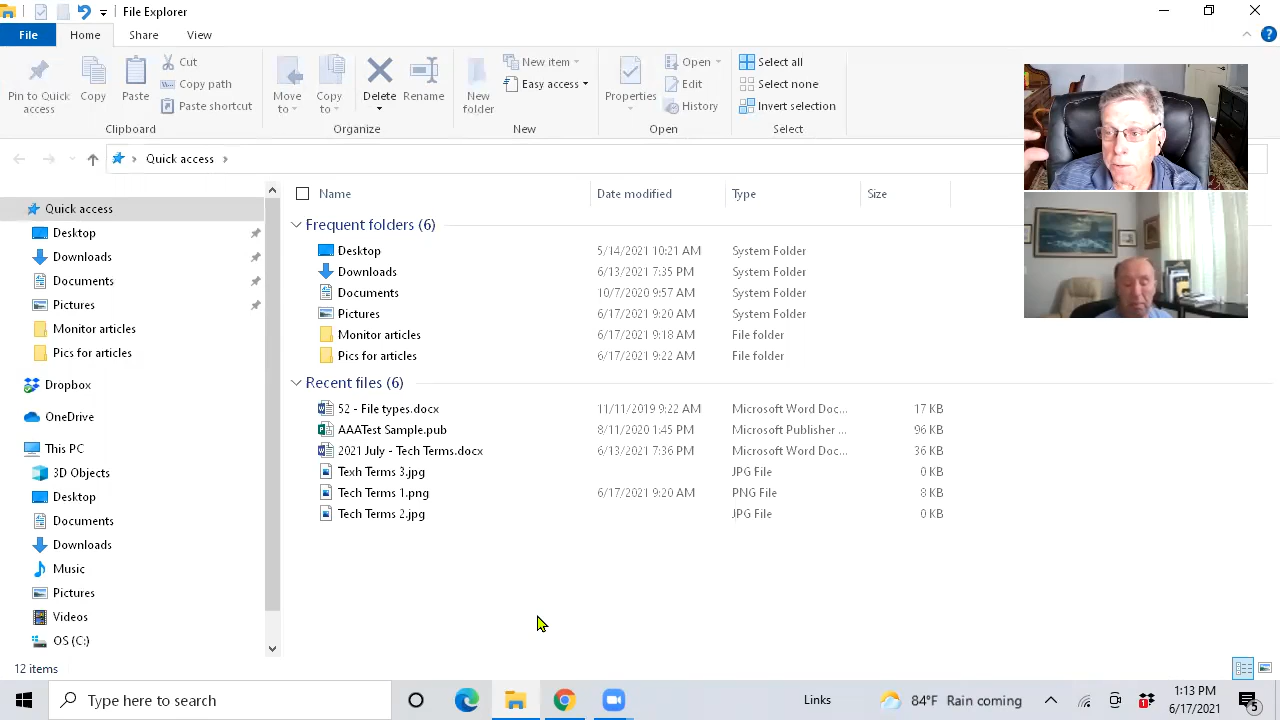 File Explorer
File Home Share View
Pin to Quick access
Copy
Paste
Cut
Copy path
Paste shortcut
Clipboard
Move to
Copy to
Delete
Rename
Organize
New folder
New item
Easy access
New
Properties
Open
Edit
History
Open
Select all
Select none
Invert selection
Select
Quick access
Quick access
Desktop
Downloads
Documents
Pictures
Monitor articles
Pics for articles
Dropbox
OneDrive
This PC
3D Objects
Desktop
Documents
Downloads
Music
Pictures
Videos
OS (C:)
Name Date modified Type Size
Frequent folders (6)
Desktop 5/14/2021 10:21 AM System Folder
Downloads 6/13/2021 7:35 PM System Folder
Documents 10/7/2020 9:57 AM System Folder
Pictures 6/17/2021 9:20 AM System Folder
Monitor articles 6/17/2021 9:18 AM File folder
Pics for articles 6/17/2021 9:22 AM File folder
Recent files (6)
52 - File types.docx 11/11/2019 9:22 AM Microsoft Word Doc... 17 KB
AAATest Sample.pub 8/11/2020 1:45 PM Microsoft Publisher ... 96 KB
2021 July - Tech Terms.docx 6/13/2021 7:36 PM Microsoft Word Doc... 36 KB
Texh Terms 3.jpg JPG File 0 KB
Tech Terms 1.png 6/17/2021 9:20 AM PNG File 8 KB
Tech Terms 2.jpg JPG File 0 KB
12 items
Type here to search
Links
84°F Rain coming
1
1:13 PM
6/17/2021
5